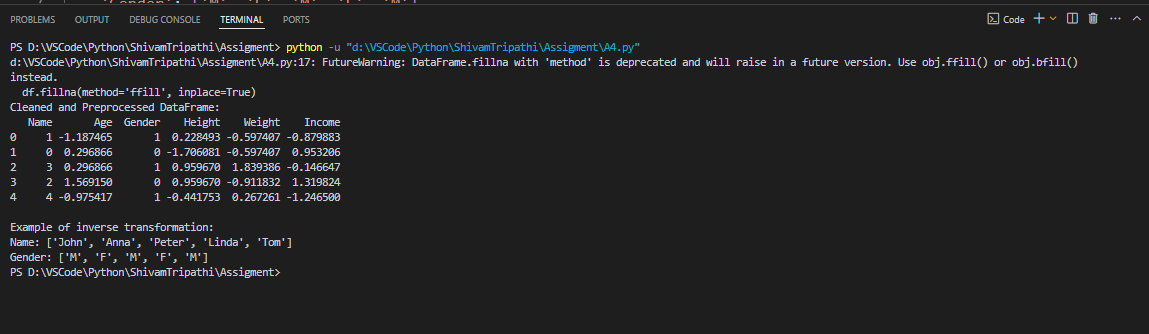 PROBLEMS OUTPUT DEBUG CONSOLE TERMINAL PORTS Code
PS D:\VSCode\Python\ShivamTripathi\Assigment> python -u "d:\VSCode\Python\ShivamTripathi\Assigment\A4.py"
d:\VSCode\Python\ShivamTripathi\Assigment\A4.py:17: FutureWarning: DataFrame.fillna with 'method' is deprecated and will raise in a future version. Use obj.ffill() or obj.bfill()
instead.
  df.fillna(method='ffill', inplace=True)
Cleaned and Preprocessed DataFrame:
   Name       Age  Gender    Height    Weight    Income
0     1 -1.187465       1  0.228493 -0.597407 -0.879883
1     0  0.296866       0 -1.706081 -0.597407  0.953206
2     3  0.296866       1  0.959670  1.839386 -0.146647
3     2  1.569150       0  0.959670 -0.911832  1.319824
4     4 -0.975417       1 -0.441753  0.267261 -1.246500
Example of inverse transformation:
Name: ['John', 'Anna', 'Peter', 'Linda', 'Tom']
Gender: ['M', 'F', 'M', 'F', 'M']
PS D:\VSCode\Python\ShivamTripathi\Assigment>